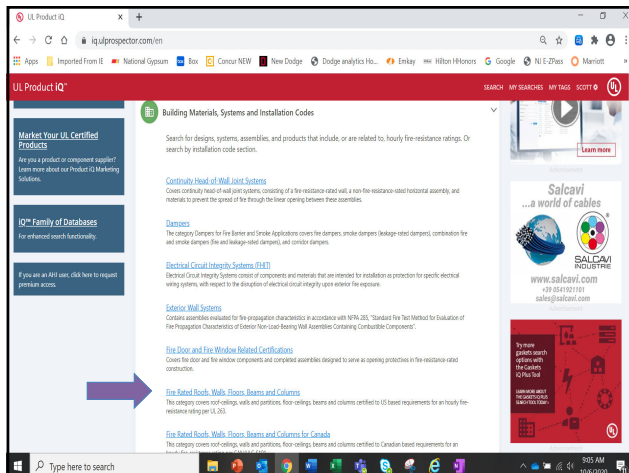 UL Product iQ
iq.ulprospector.com/en
Apps
Imported From IE
National Gypsum
Box
Concur NEW
New Dodge
Dodge analytics Ho...
Emkay
Hilton HHonors
Google
NJ E-ZPass
Marriott
»
UL Product iQ™
SEARCH MY SEARCHES MY TAGS SCOTT
UL
Market Your UL Certified
Products
Are you a product or component supplier?
Learn more about our Product iQ Marketing
Solutions.
iQ™ Family of Databases
For enhanced search functionality.
If you are an AHJ user, click here to request
premium access.
Building Materials, Systems and Installation Codes
Search for designs, systems, assemblies, and products that include, or are related to, hourly fire-resistance ratings. Or
search by installation code section.
Continuity Head-of-Wall Joint Systems
Covers continuity head-of-wall joint systems, consisting of a fire-resistance-rated wall, a non-fire-resistance-rated horizontal assembly, and
materials to prevent the spread of fire through the linear opening between these assemblies.
Dampers
The category Dampers for Fire Barrier and Smoke Applications covers fire dampers, smoke dampers (leakage-rated dampers), combination fire
and smoke dampers (fire and leakage-rated dampers), and corridor dampers.
Electrical Circuit Integrity Systems (FHIT)
Electrical Circuit Integrity Systems consist of components and materials that are intended for installation as protection for specific electrical
wiring systems, with respect to the disruption of electrical circuit integrity upon exterior fire exposure.
Exterior Wall Systems
Contains assemblies evaluated for fire-propagation characteristics in accordance with NFPA 285, "Standard Fire Test Method for Evaluation of
Fire Propagation Characteristics of Exterior Non-Load-Bearing Wall Assemblies Containing Combustible Components".
Fire Door and Fire Window Related Certifications
Covers fire door and fire window components and completed assemblies designed to serve as opening protectives in fire-resistance-rated
construction.
Fire Rated Roofs, Walls, Floors, Beams and Columns
This category covers roof-ceilings, walls and partitions, floor-ceilings, beams and columns certified to US based requirements for an hourly fire-
resistance rating per UL 263.
Fire Rated Roofs, Walls, Floors, Beams and Columns for Canada
This category covers roof-ceilings, walls and partitions, floor-ceilings, beams and columns certified to Canadian based requirements for an
Learn more
Advertisement
Salcavi
...a world of cables
SALCAVI
INDUSTRIE
www.salcavi.com
+39 0541921101
sales@salcavi.com
Advertisement
Try more
gaskets search
options with
the Gaskets
iQ Plus Tool
LEARN MORE ABOUT
THE GASKETS IQ PLUS
SEARCH TOOL TODAY ›
Type here to search
9:05 AM
10/6/2020